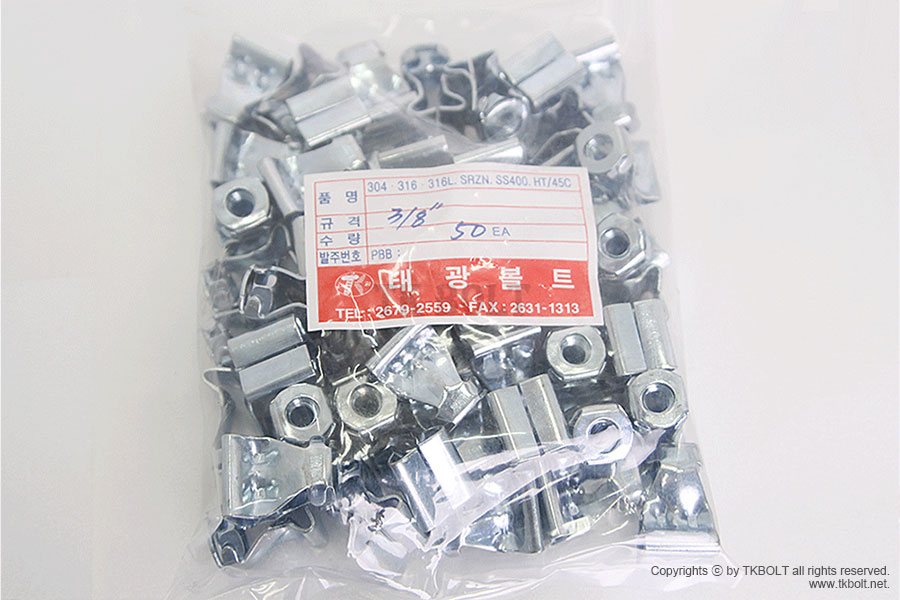 품 명 304 · 316 · 316L. SRZN. SS400. HT/45C
규 격 3/8"
수 량 50 EA
발주번호 PBB :
태 광 볼 트
TEL : 2679-2559 - FAX : 2631-1313
Copyrights ⓒ by TKBOLT all rights reserved.
www.tkbolt.net.